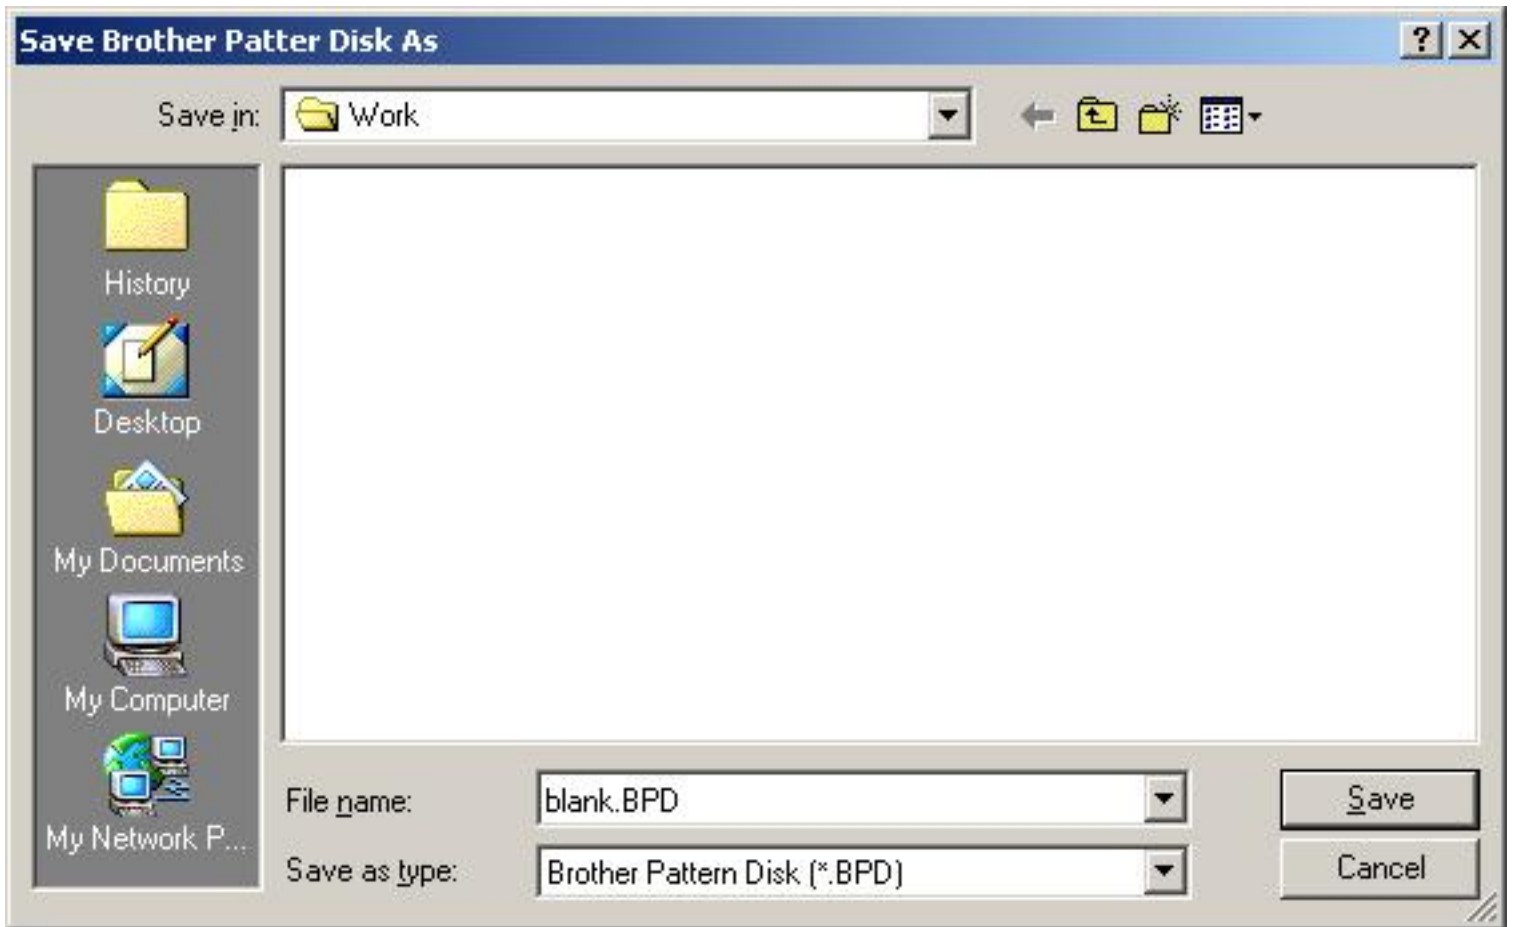 Save Brother Patter Disk As
Save in: Work
History
Desktop
My Documents
My Computer
My Network P...
File name: blank.BPD
Save
Save as type: Brother Pattern Disk (*.BPD)
Cancel